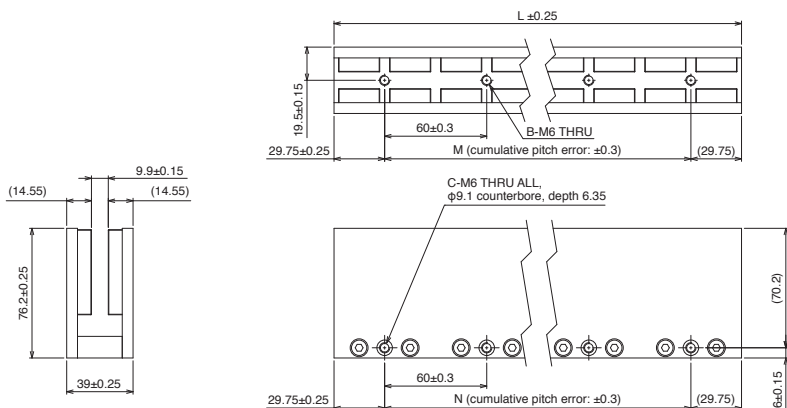 L ±0.25
19.5±0.15
60±0.3
B-M6 THRU
29.75±0.25
M (cumulative pitch error: ±0.3)
(29.75)
9.9±0.15
(14.55)
(14.55)
C-M6 THRU ALL,
φ9.1 counterbore, depth 6.35
76.2±0.25
(70.2)
39±0.25
60±0.3
29.75±0.25
N (cumulative pitch error: ±0.3)
(29.75)
6±0.15